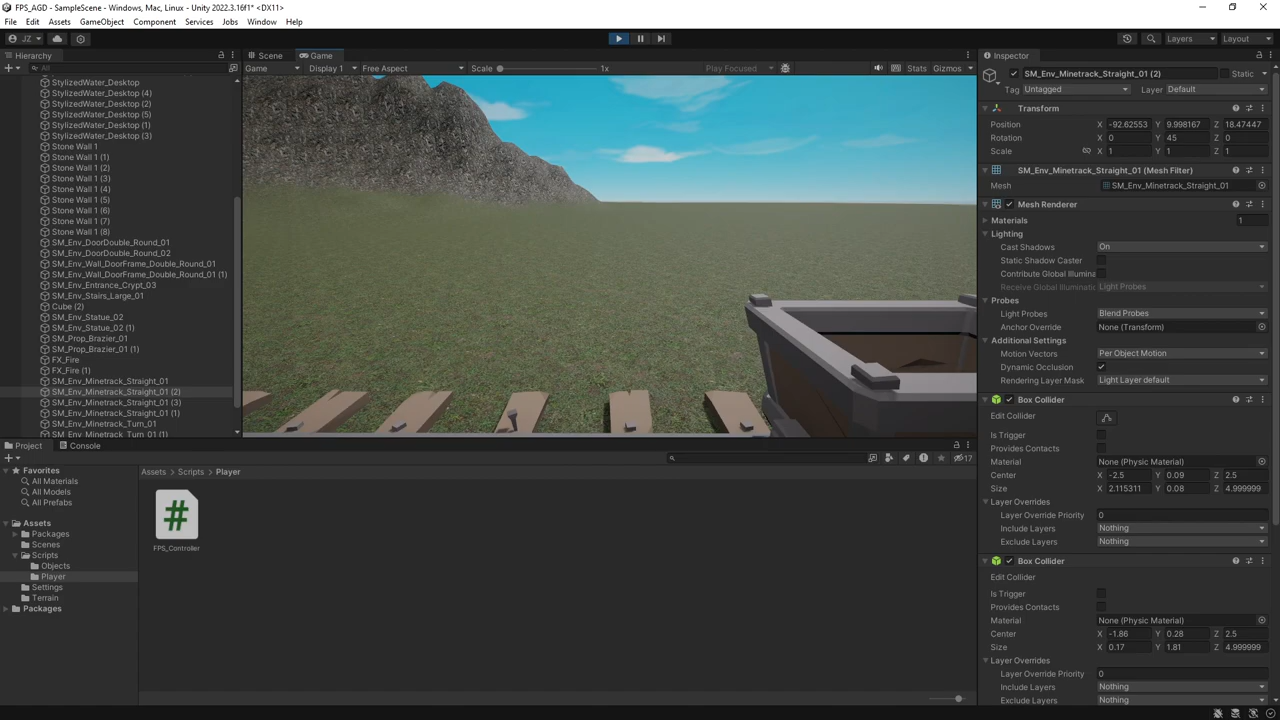 FPS_AGD - SampleScene - Windows, Mac, Linux - Unity 2022.3.16f1* <DX11>
File Edit Assets GameObject Component Services Jobs Window Help
JZ Layers Layout
Hierarchy Scene Game Inspector
All Game Display 1 Free Aspect Scale 1x Play Focused Stats Gizmos
StylizedWater_Desktop
StylizedWater_Desktop (4)
StylizedWater_Desktop (2)
StylizedWater_Desktop (5)
StylizedWater_Desktop (1)
StylizedWater_Desktop (3)
Stone Wall 1
Stone Wall 1 (1)
Stone Wall 1 (2)
Stone Wall 1 (3)
Stone Wall 1 (4)
Stone Wall 1 (5)
Stone Wall 1 (6)
Stone Wall 1 (7)
Stone Wall 1 (8)
SM_Env_DoorDouble_Round_01
SM_Env_DoorDouble_Round_02
SM_Env_Wall_DoorFrame_Double_Round_01
SM_Env_Wall_DoorFrame_Double_Round_01 (1)
SM_Env_Entrance_Crypt_03
SM_Env_Stairs_Large_01
Cube (2)
SM_Env_Statue_02
SM_Env_Statue_02 (1)
SM_Prop_Brazier_01
SM_Prop_Brazier_01 (1)
FX_Fire
FX_Fire (1)
SM_Env_Minetrack_Straight_01
SM_Env_Minetrack_Straight_01 (2)
SM_Env_Minetrack_Straight_01 (3)
SM_Env_Minetrack_Straight_01 (1)
SM_Env_Minetrack_Turn_01
SM_Env_Minetrack_Turn_01 (1)
SM_Env_Minetrack_Straight_01 (2) Static
Tag Untagged Layer Default
Transform
Position X -92.62553 Y 9.998167 Z 18.47447
Rotation X 0 Y 45 Z 0
Scale X 1 Y 1 Z 1
SM_Env_Minetrack_Straight_01 (Mesh Filter)
Mesh SM_Env_Minetrack_Straight_01
Mesh Renderer
Materials 1
Lighting
Cast Shadows On
Static Shadow Caster
Contribute Global Illumina
Receive Global Illuminatic Light Probes
Probes
Light Probes Blend Probes
Anchor Override None (Transform)
Additional Settings
Motion Vectors Per Object Motion
Dynamic Occlusion
Rendering Layer Mask Light Layer default
Box Collider
Edit Collider
Is Trigger
Provides Contacts
Material None (Physic Material)
Center X -2.5 Y 0.09 Z 2.5
Size X 2.115311 Y 0.08 Z 4.999999
Layer Overrides
Layer Override Priority 0
Include Layers Nothing
Exclude Layers Nothing
Box Collider
Edit Collider
Is Trigger
Provides Contacts
Material None (Physic Material)
Center X -1.86 Y 0.28 Z 2.5
Size X 0.17 Y 1.81 Z 4.999999
Layer Overrides
Layer Override Priority 0
Include Layers Nothing
Exclude Layers Nothing
Project Console
17
Favorites
All Materials
All Models
All Prefabs
Assets
Packages
Scenes
Scripts
Objects
Player
Settings
Terrain
Packages
Assets Scripts Player
#
FPS_Controller